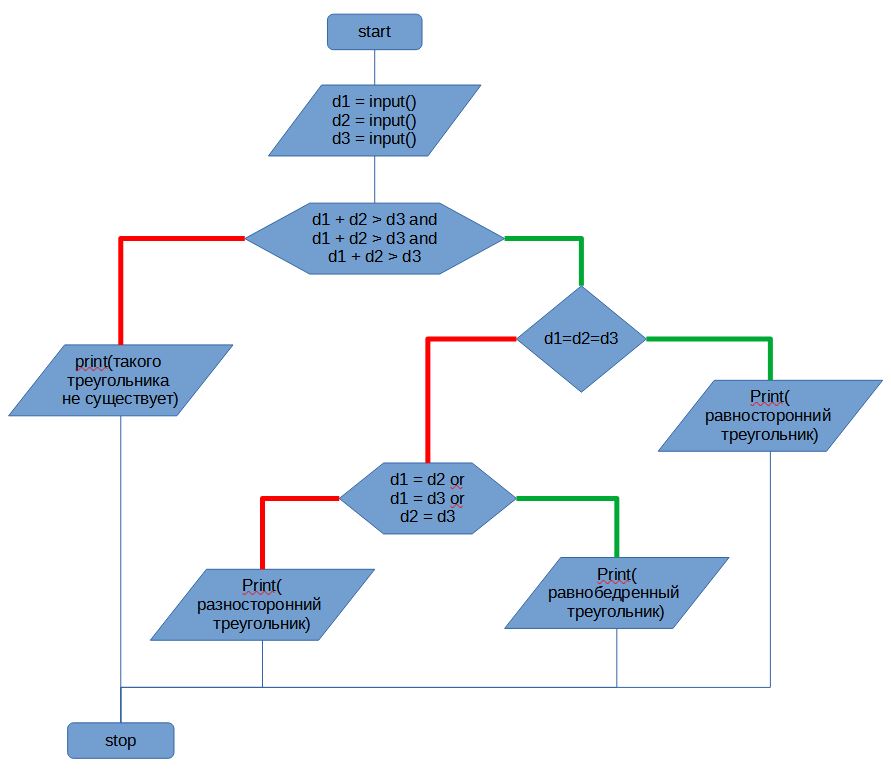 start
d1 = input()
d2 = input()
d3 = input()
d1 + d2 > d3 and
d1 + d2 > d3 and
d1 + d2 > d3
d1=d2=d3
print(такого
треугольника
не существует)
Print(
равносторонний
треугольник)
d1 = d2 or
d1 = d3 or
d2 = d3
Print(
разносторонний
треугольник)
Print(
равнобедренный
треугольник)
stop